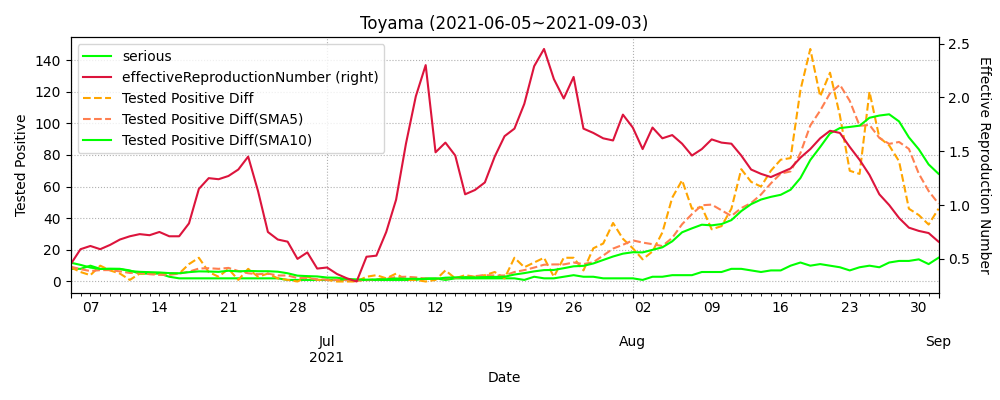 Toyama (2021-06-05~2021-09-03)
serious
effectiveReproductionNumber (right)
Tested Positive Diff
Tested Positive Diff(SMA5)
Tested Positive Diff(SMA10)
Tested Positive
140
120
100
80
60
40
20
0
2.5
2.0
1.5
1.0
0.5
Effective Reproduction Number
07 14 21 28 05 12 19 26 02 09 16 23 30
Jul Aug Sep
2021
Date